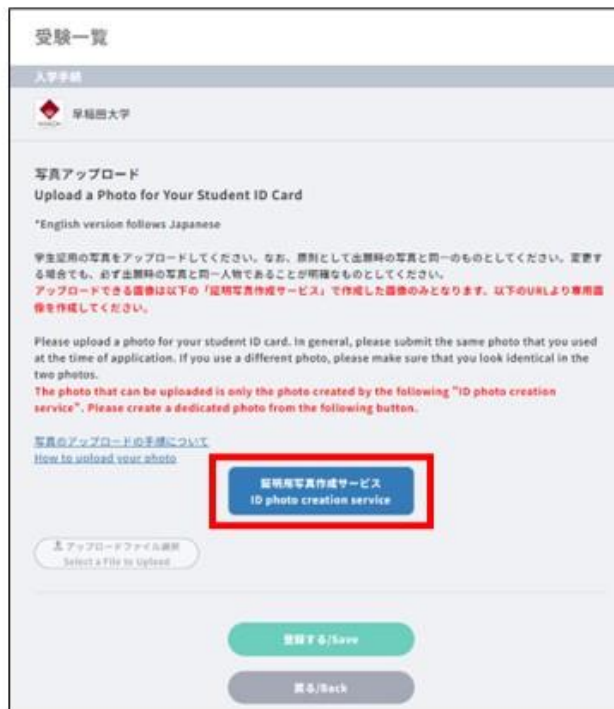 受験一覧
入学手続
早稲田大学
写真アップロード
Upload a Photo for Your Student ID Card
*English version follows Japanese
学生証用の写真をアップロードしてください。なお、原則として出願時の写真と同一のものとしてください。変更す
る場合でも、必ず出願時の写真と同一人物であることが明確なものとしてください。
アップロードできる画像は以下の「証明写真作成サービス」で作成した画像のみとなります。以下のURLより専用画
像を作成してください。
Please upload a photo for your student ID card. In general, please submit the same photo that you used
at the time of application. If you use a different photo, please make sure that you look identical in the
two photos.
The photo that can be uploaded is only the photo created by the following "ID photo creation
service". Please create a dedicated photo from the following button.
写真のアップロードの手順について
How to upload your photo
証明用写真作成サービス
ID photo creation service
アップロードファイル選択
Select a File to Upload
登録する/Save
戻る/Back